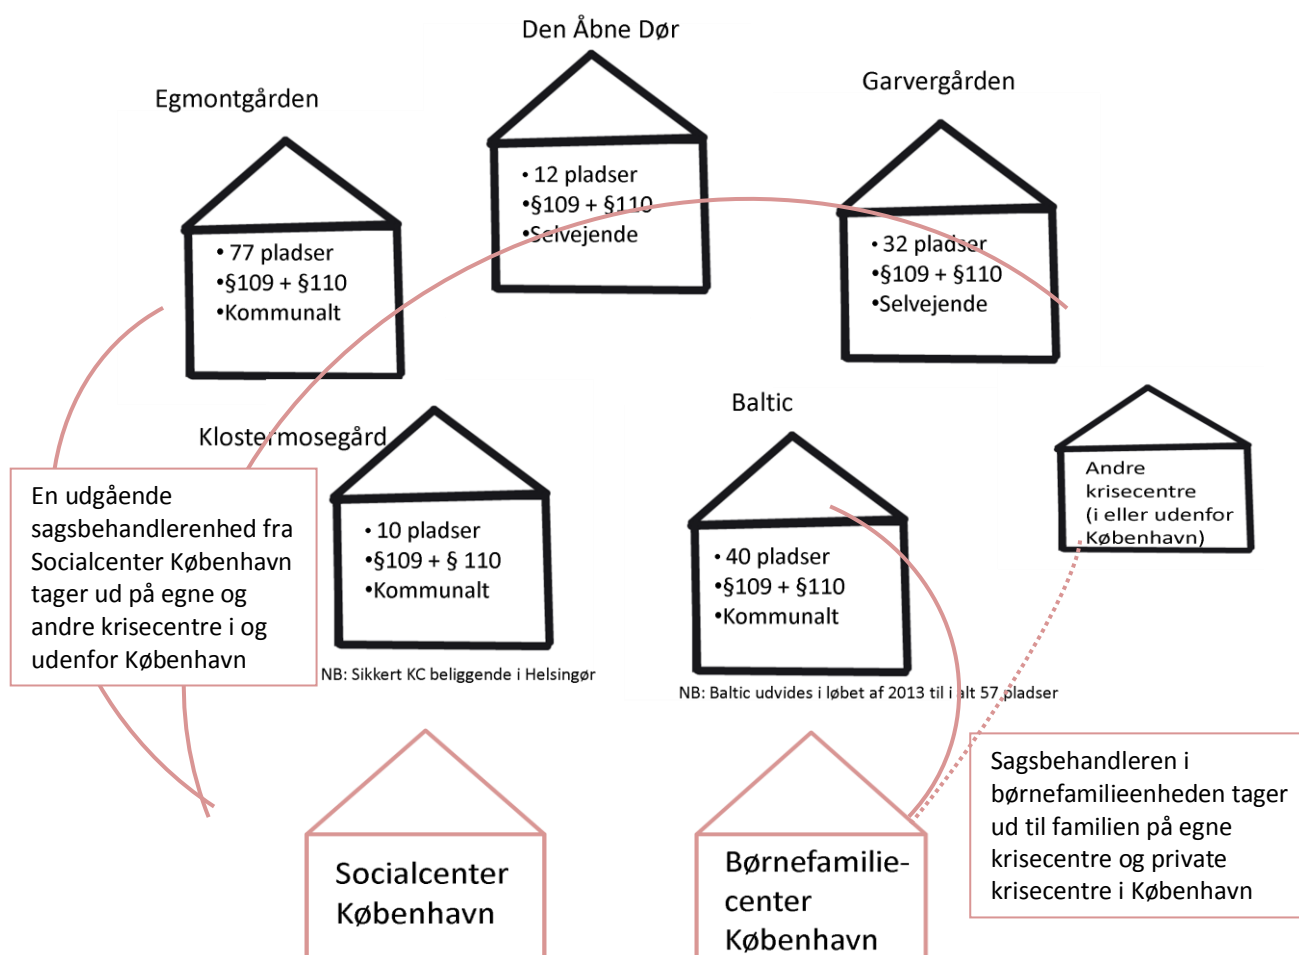 Den Åbne Dør
Egmontgården
Garvergården
• 12 pladser
•§109 + §110
•Selvejende
• 77 pladser
•§109 + §110
•Kommunalt
• 32 pladser
•§109 + §110
•Selvejende
Klostermosegård
Baltic
• 10 pladser
•§109 + § 110
•Kommunalt
• 40 pladser
•§109 + §110
•Kommunalt
Andre
krisecentre
(i eller udenfor
København)
En udgående
sagsbehandlerenhed fra
Socialcenter København
tager ud på egne og
andre krisecentre i og
udenfor København
NB: Sikkert KC beliggende i Helsingør
NB: Baltic udvides i løbet af 2013 til i alt 57 pladser
Socialcenter
København
Børnefamilie-
center
København
Sagsbehandleren i
børnefamilieenheden tager
ud til familien på egne
krisecentre og private
krisecentre i København